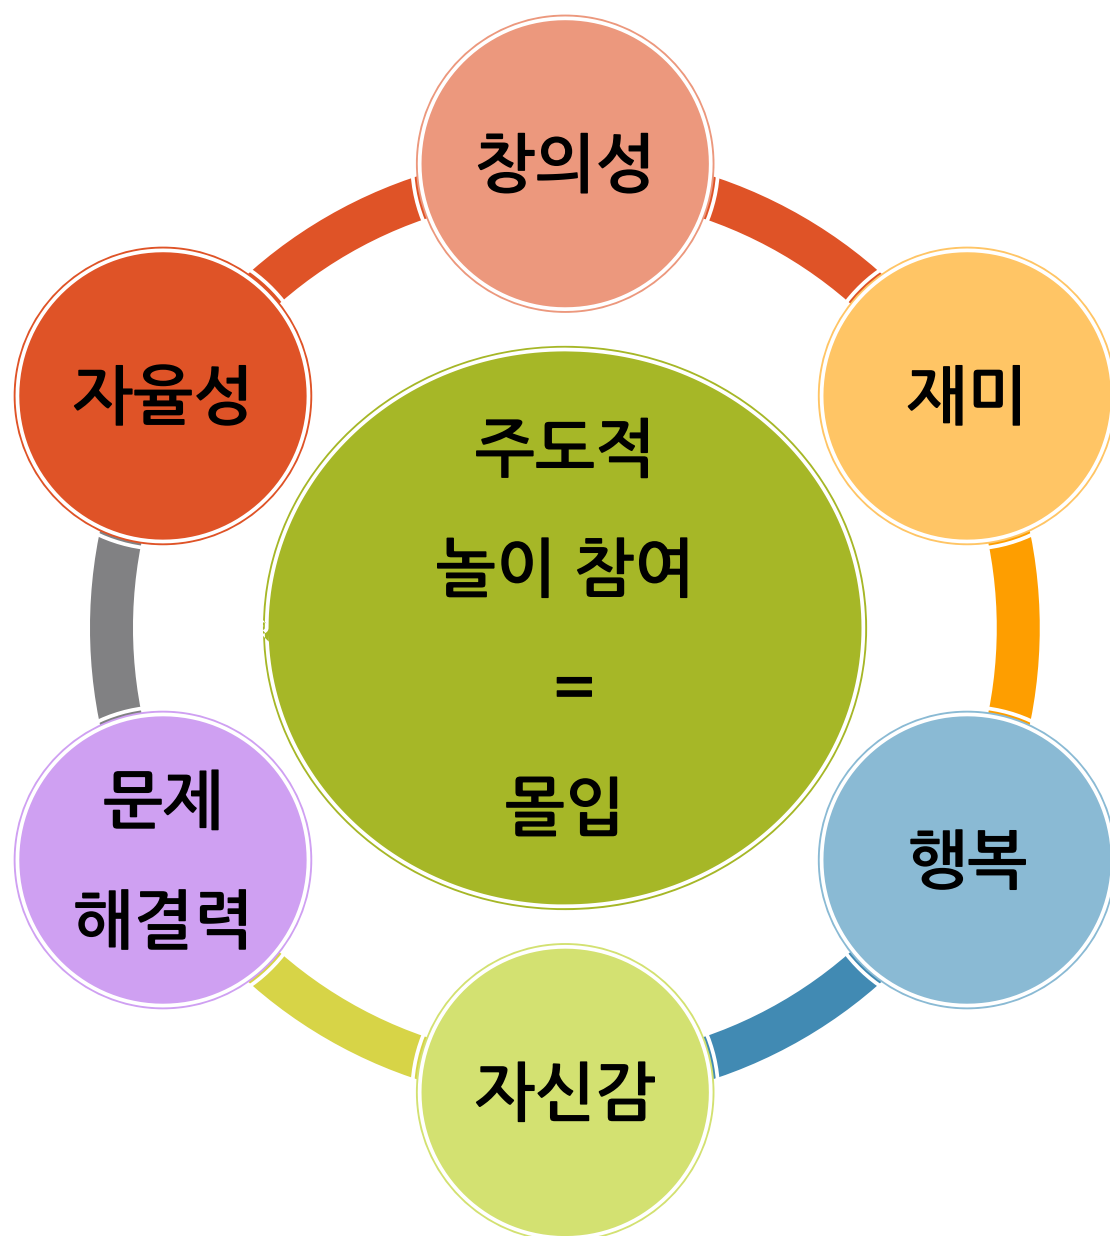 창의성
자율성
재미
주도적
놀이 참여
=
몰입
문제
해결력
행복
자신감